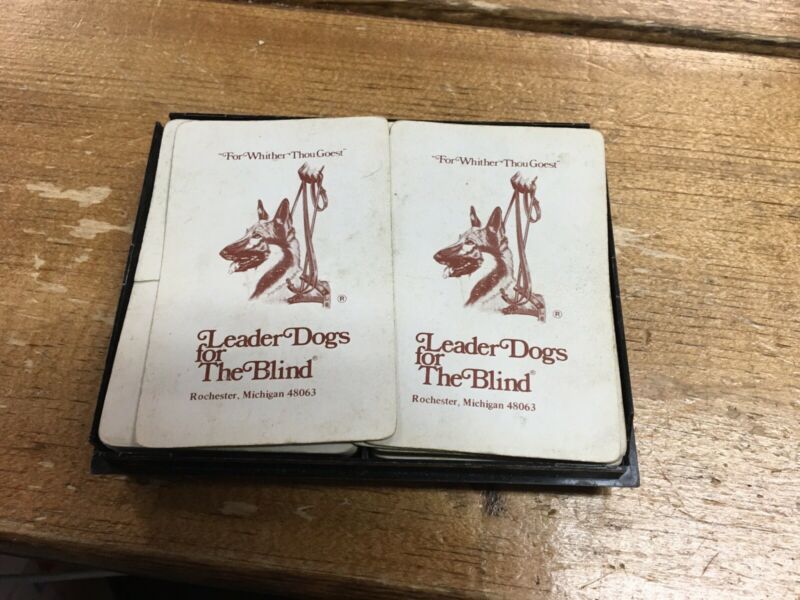 "For Whither Thou Goest"
®
Leader Dogs
for
The Blind®
Rochester, Michigan 48063
"For Whither Thou Goest"
®
Leader Dogs
for
The Blind®
Rochester, Michigan 48063